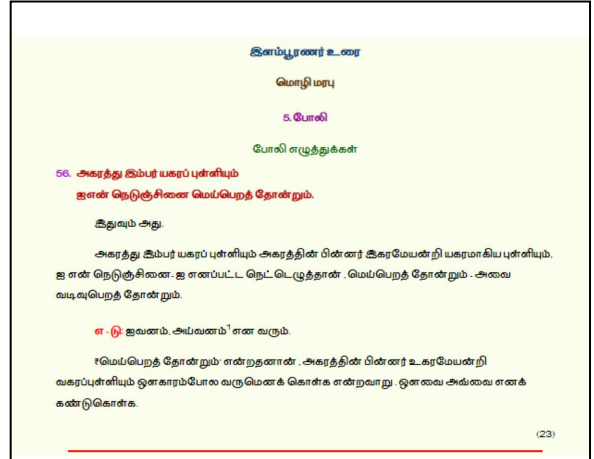 இளம்பூரணர் உரை
மொழி மரபு
5. போலி
போலி எழுத்துக்கள்
56. அகரத்து இம்பர் யகரப் புள்ளியும்
ஐஎன் நெடுஞ்சினை மெய்பெறத் தோன்றும்.
இதுவும் அது.
அகரத்து இம்பர் யகரப் புள்ளியும் அகரத்தின் பின்னர் இகரமேயன்றி யகரமாகிய புள்ளியும்,
ஐ என் நெடுஞ்சினை- ஐ எனப்பட்ட நெட்டெழுத்தான் , மெய்பெறத் தோன்றும் - அவை
வடிவுபெறத் தோன்றும்.
எ - டு: ஐவனம், அய்வனம்¹ என வரும்.
₹மெய்பெறத் தோன்றும்' என்றதனான் , அகரத்தின் பின்னர் உகரமேயன்றி
வகரப்புள்ளியும் ஔகாரம்போல வருமெனக் கொள்க என்றவாறு . ஔவை அவ்வை எனக்
கண்டுகொள்க.
(23)